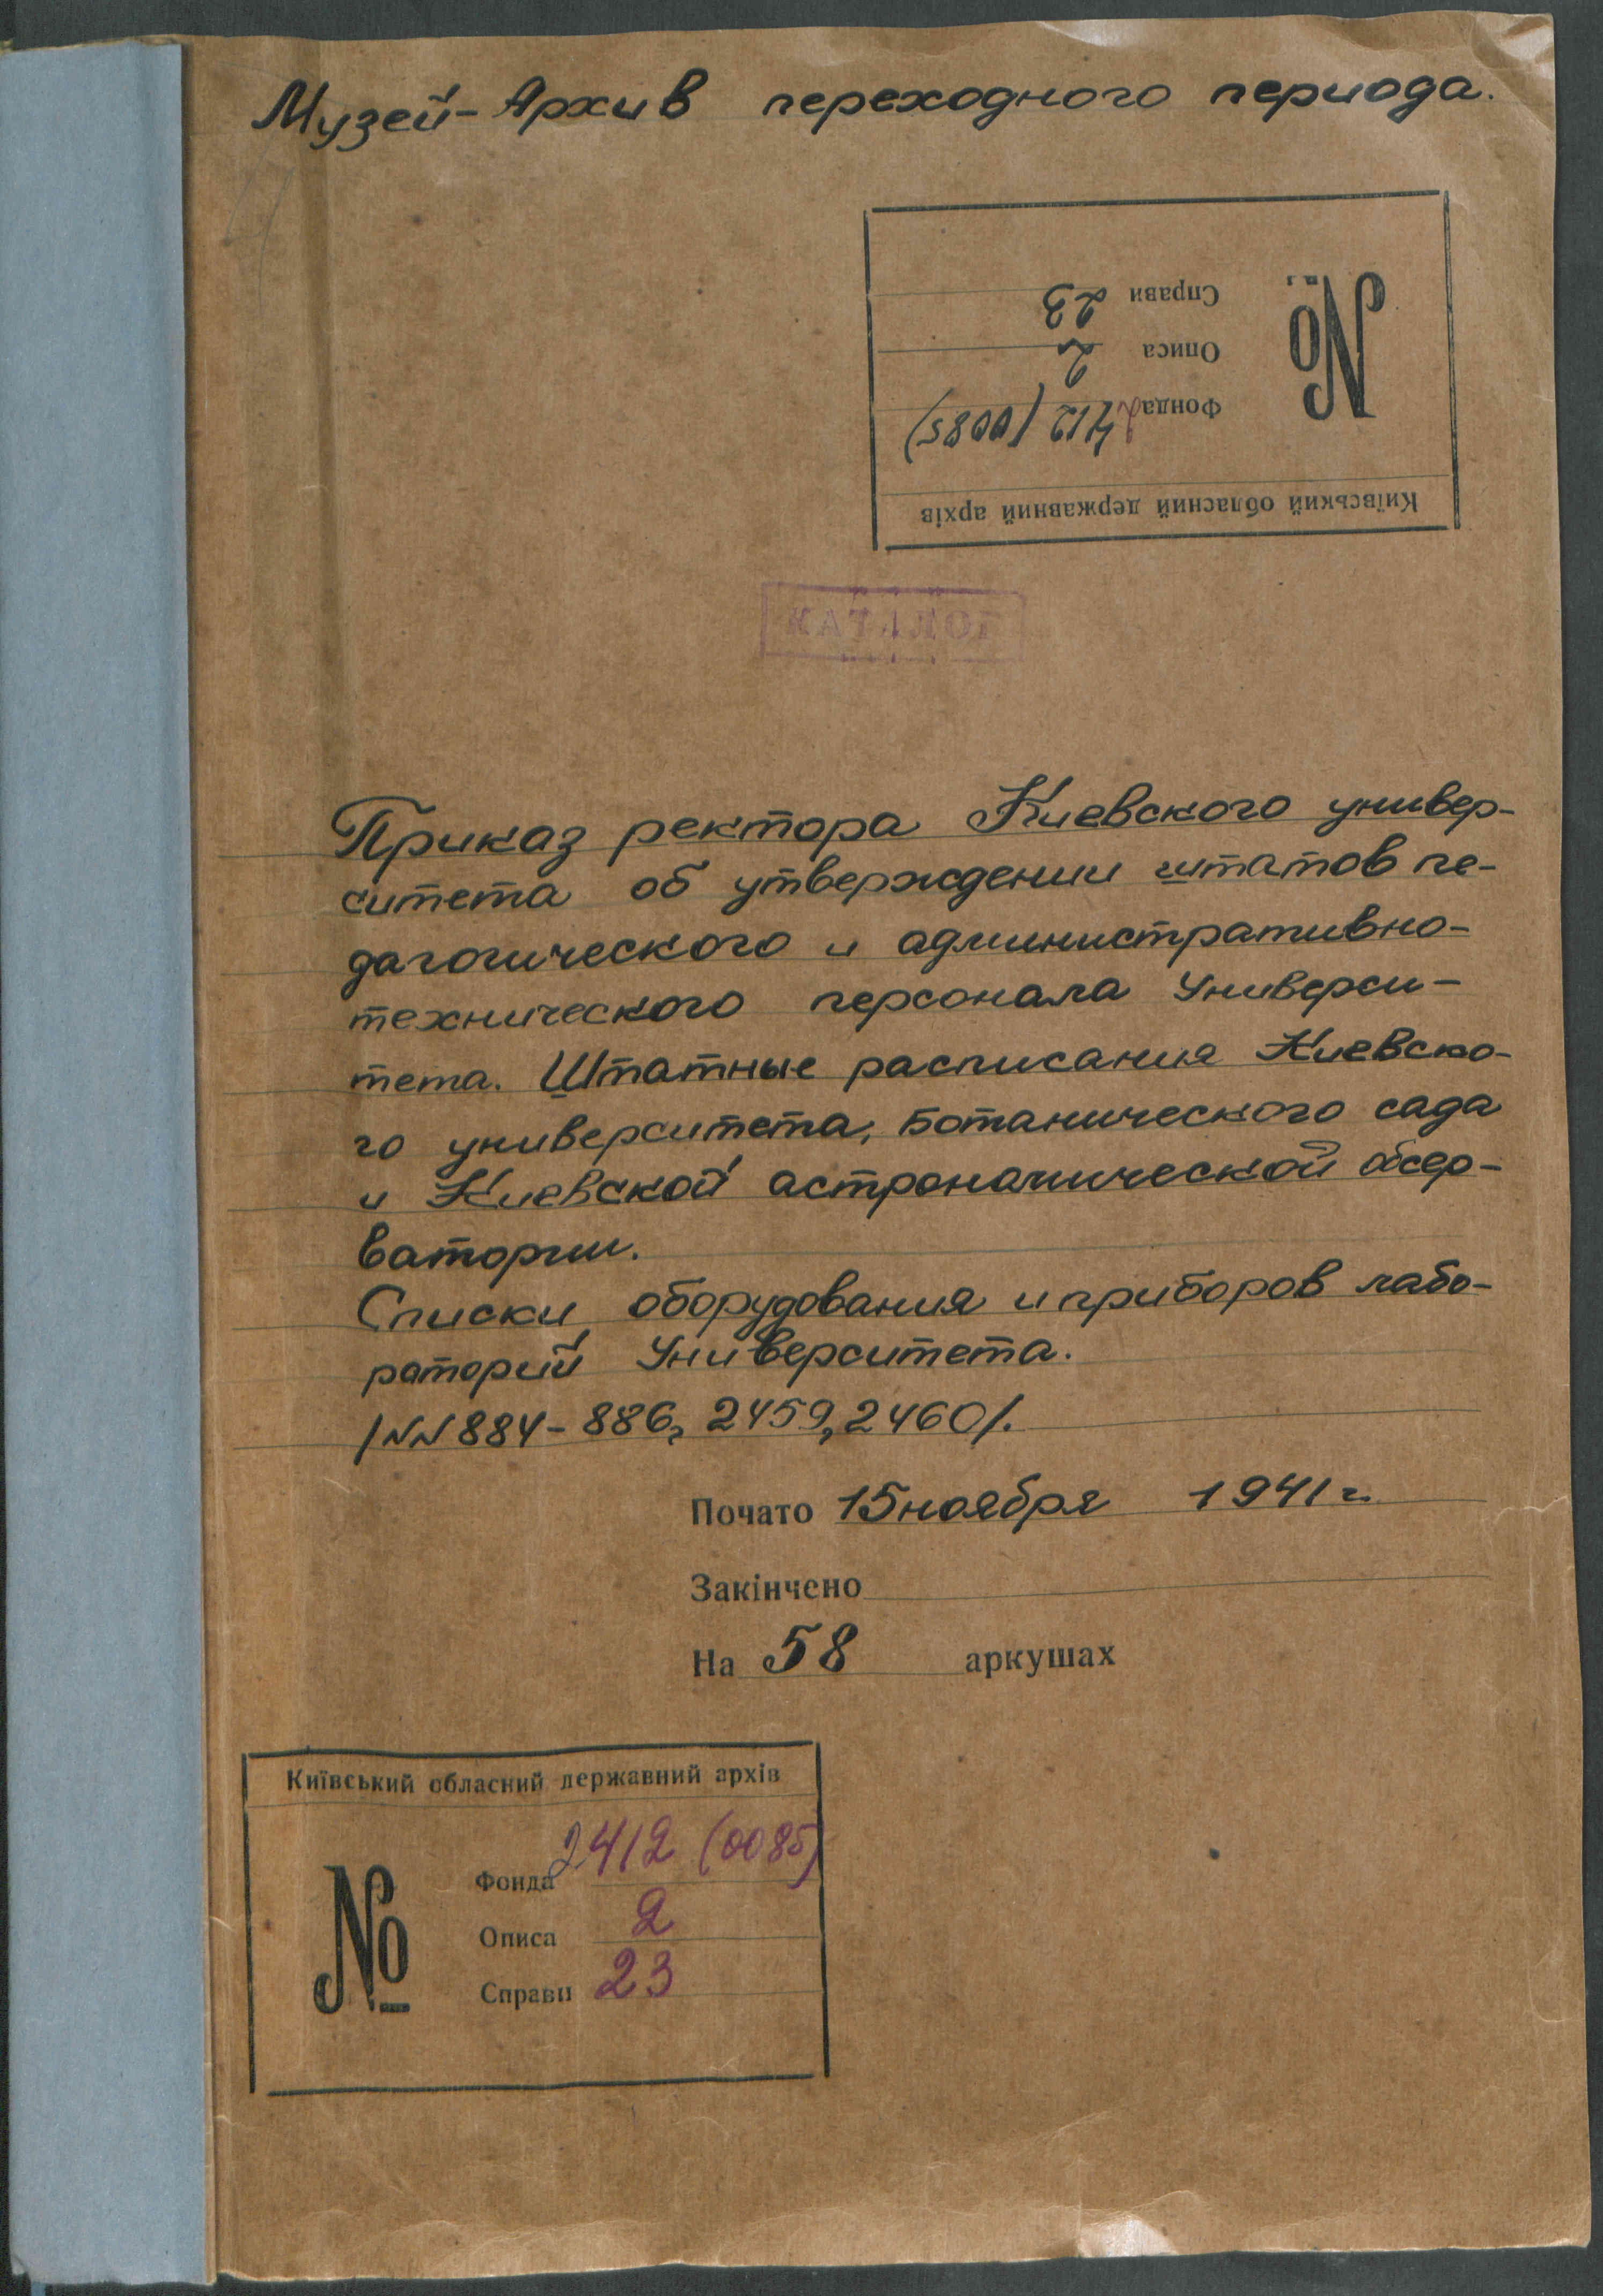 Музей-Архив переходного периода.
Київський обласний державний архів
№
Фонда 2412 (0085)
Описа 2
Справи 23
КАТАЛОГ
Приказ ректора Киевского универ-
ситета об утверждении штатов пе-
дагогического и административно-
технического персонала Универси-
тета. Штатные расписания Киевско-
го университета, Ботанического сада
и Киевской астрономической обсер-
ватории.
Списки оборудования и приборов лабо-
раторий Университета.
/NN 884-886, 2459, 2460/.
Почато 15 ноября 1941 г.
Закінчено
На 58 аркушах
Київський обласний державний архів
№
Фонда 2412 (0085)
Описа 2
Справи 23